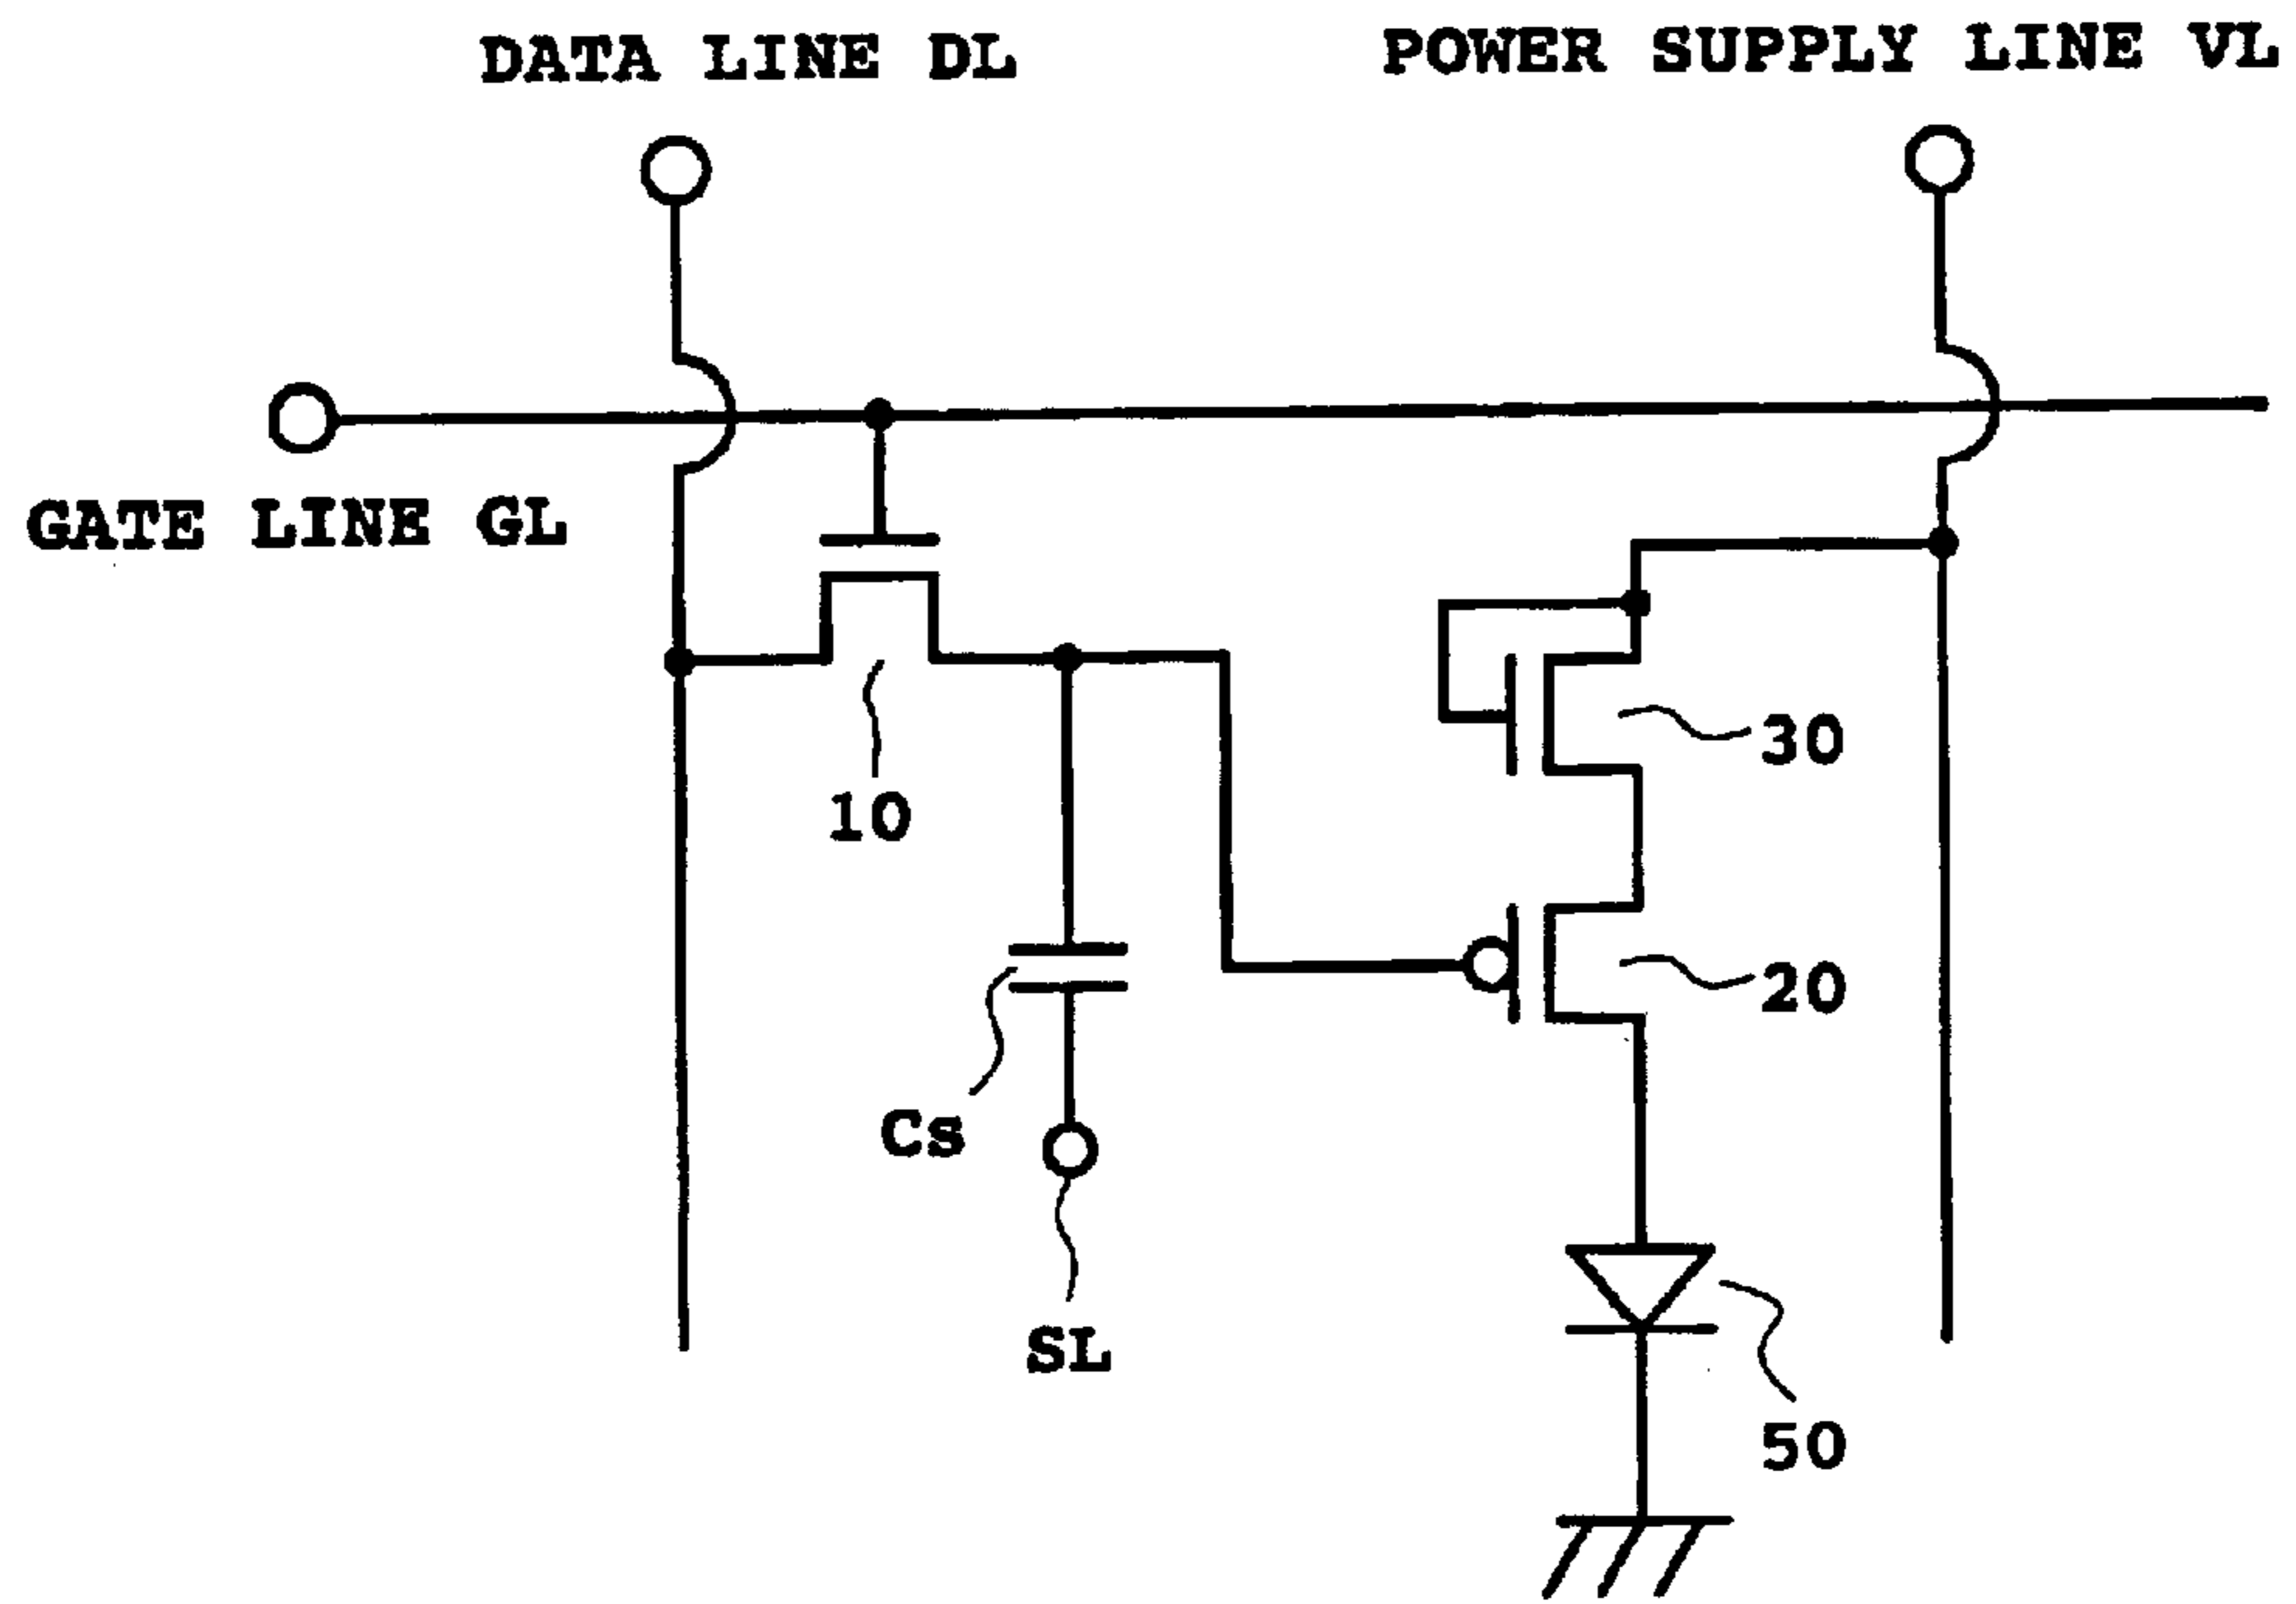 DATA LINE DL
POWER SUPPLY LINE VL
GATE LINE GL
30
10
20
Cs
SL
50